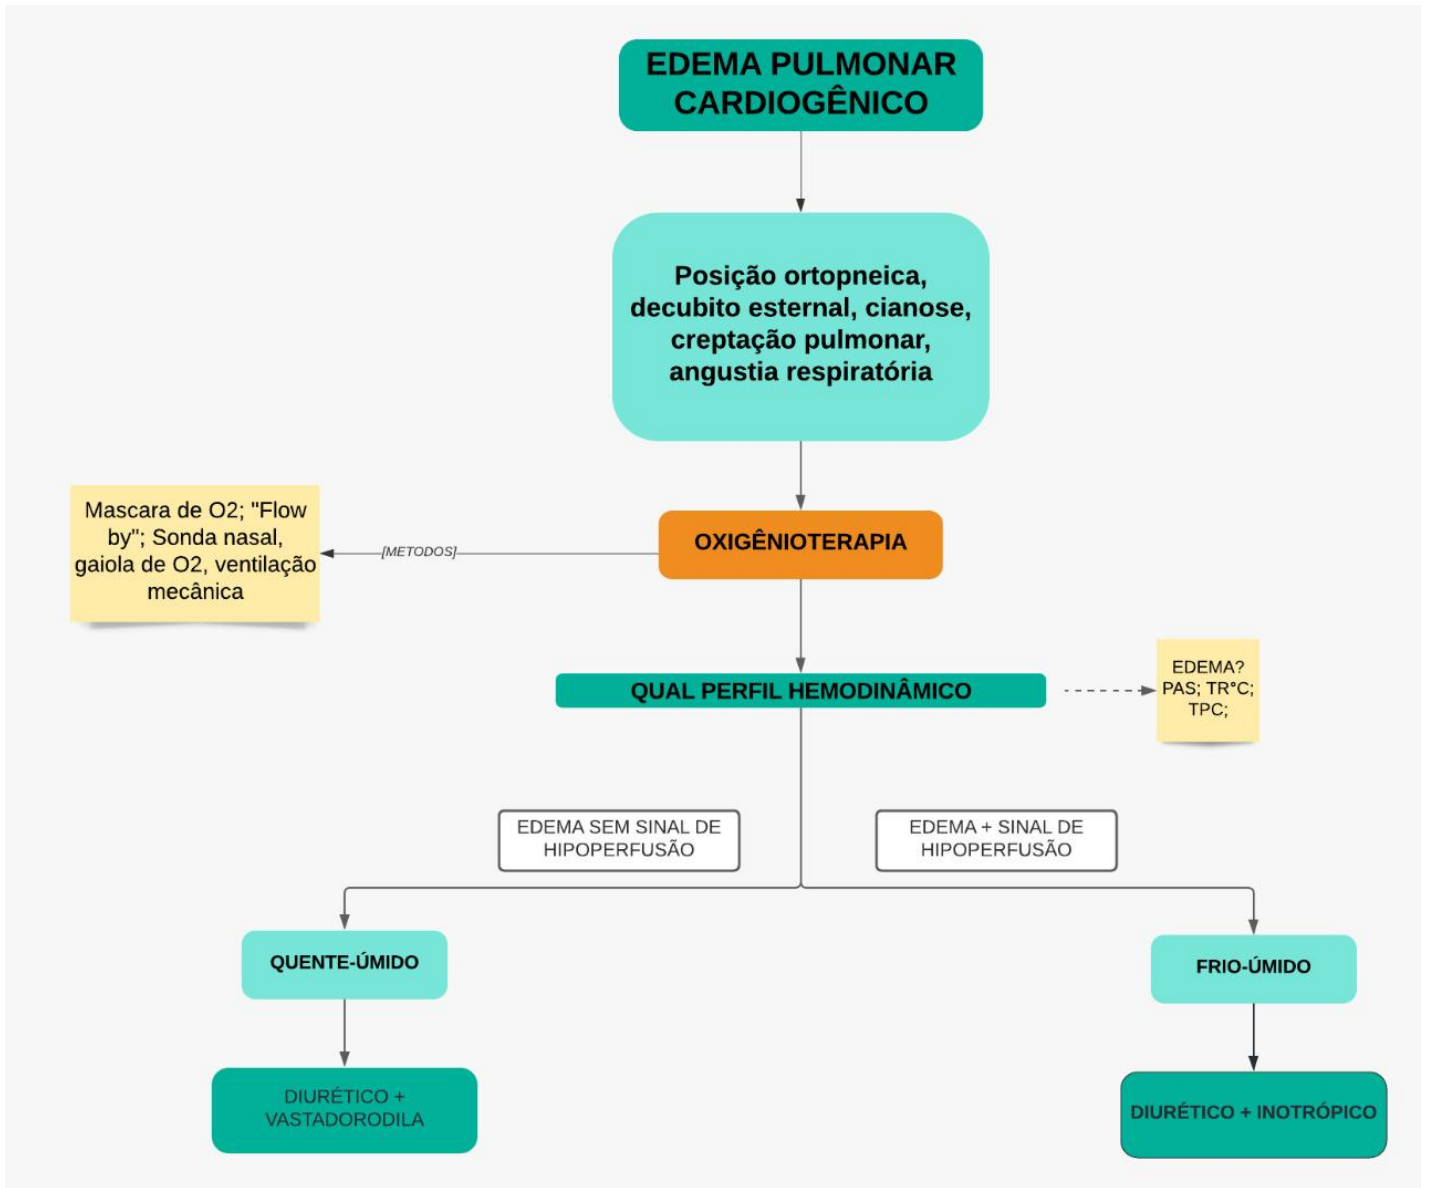 EDEMA PULMONAR
CARDIOGÊNICO
Posição ortopneica,
decubito esternal, cianose,
creptação pulmonar,
angustia respiratória
Mascara de O2; "Flow
by"; Sonda nasal,
gaiola de O2, ventilação
mecânica
[METODOS]
OXIGÊNIOTERAPIA
QUAL PERFIL HEMODINÂMICO
EDEMA?
PAS; TR°C;
TPC;
EDEMA SEM SINAL DE
HIPOPERFUSÃO
EDEMA + SINAL DE
HIPOPERFUSÃO
QUENTE-ÚMIDO
FRIO-ÚMIDO
DIURÉTICO +
VASTADORODILA
DIURÉTICO + INOTRÓPICO